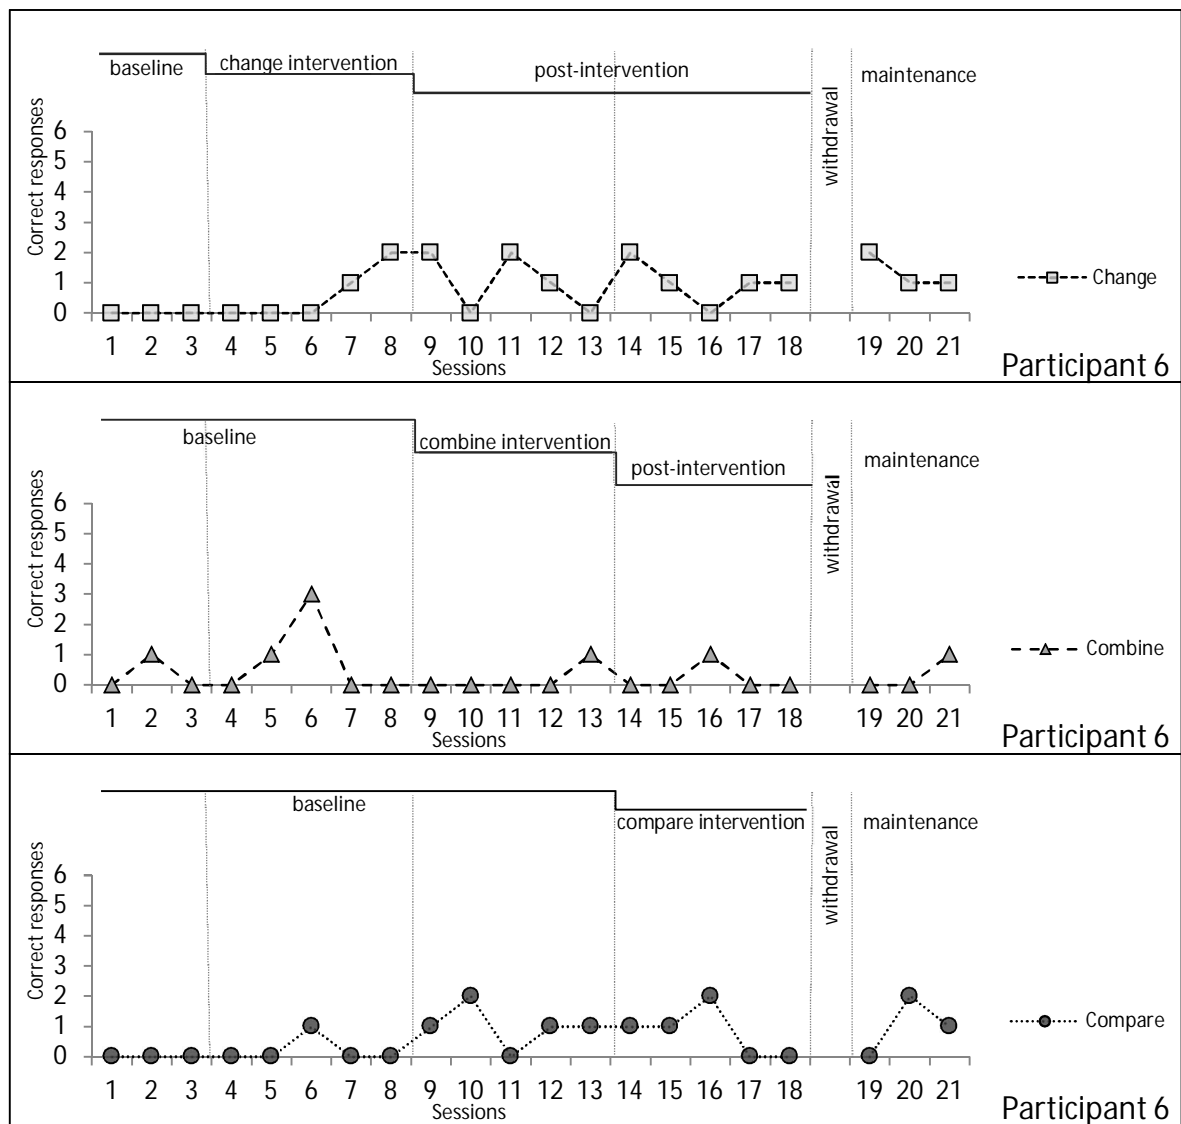 baseline change intervention post-intervention withdrawal maintenance
Correct responses
6
5
4
3
2
1
0
Change
1 2 3 4 5 6 7 8 9 10 11 12 13 14 15 16 17 18 19 20 21
Sessions
Participant 6
baseline combine intervention post-intervention withdrawal maintenance
Correct responses
6
5
4
3
2
1
0
Combine
1 2 3 4 5 6 7 8 9 10 11 12 13 14 15 16 17 18 19 20 21
Sessions
Participant 6
baseline compare intervention withdrawal maintenance
Correct responses
6
5
4
3
2
1
0
Compare
1 2 3 4 5 6 7 8 9 10 11 12 13 14 15 16 17 18 19 20 21
Sessions
Participant 6